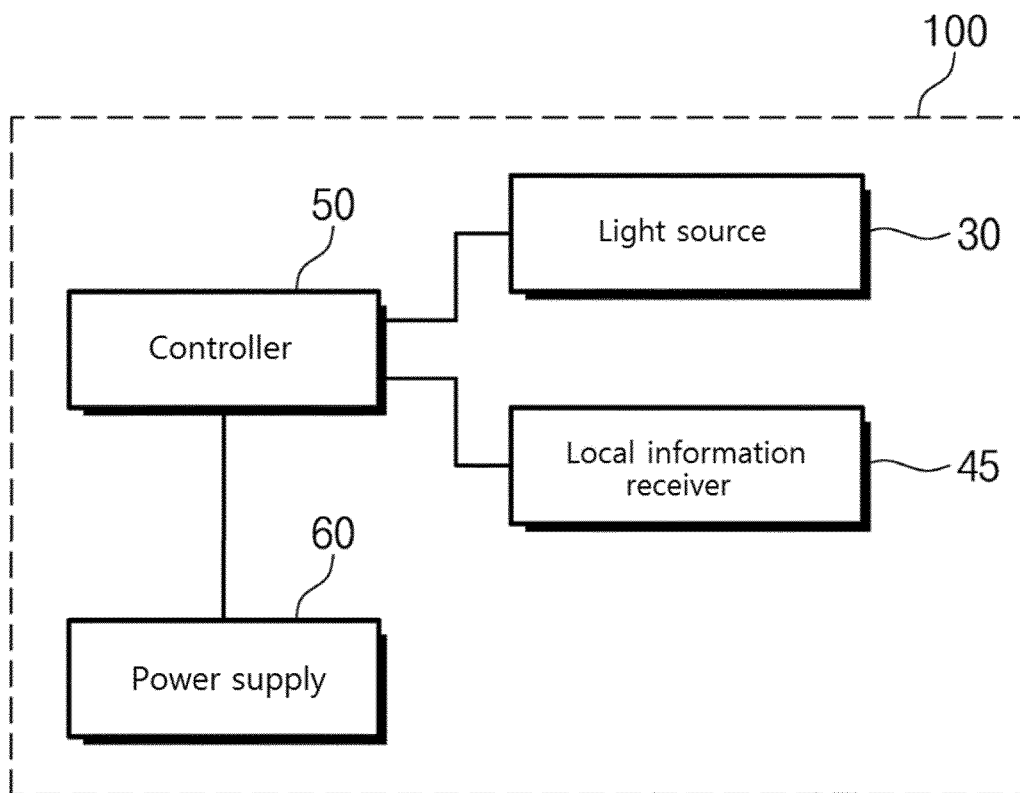 100
50
Light source
30
Controller
Local information
receiver
45
60
Power supply